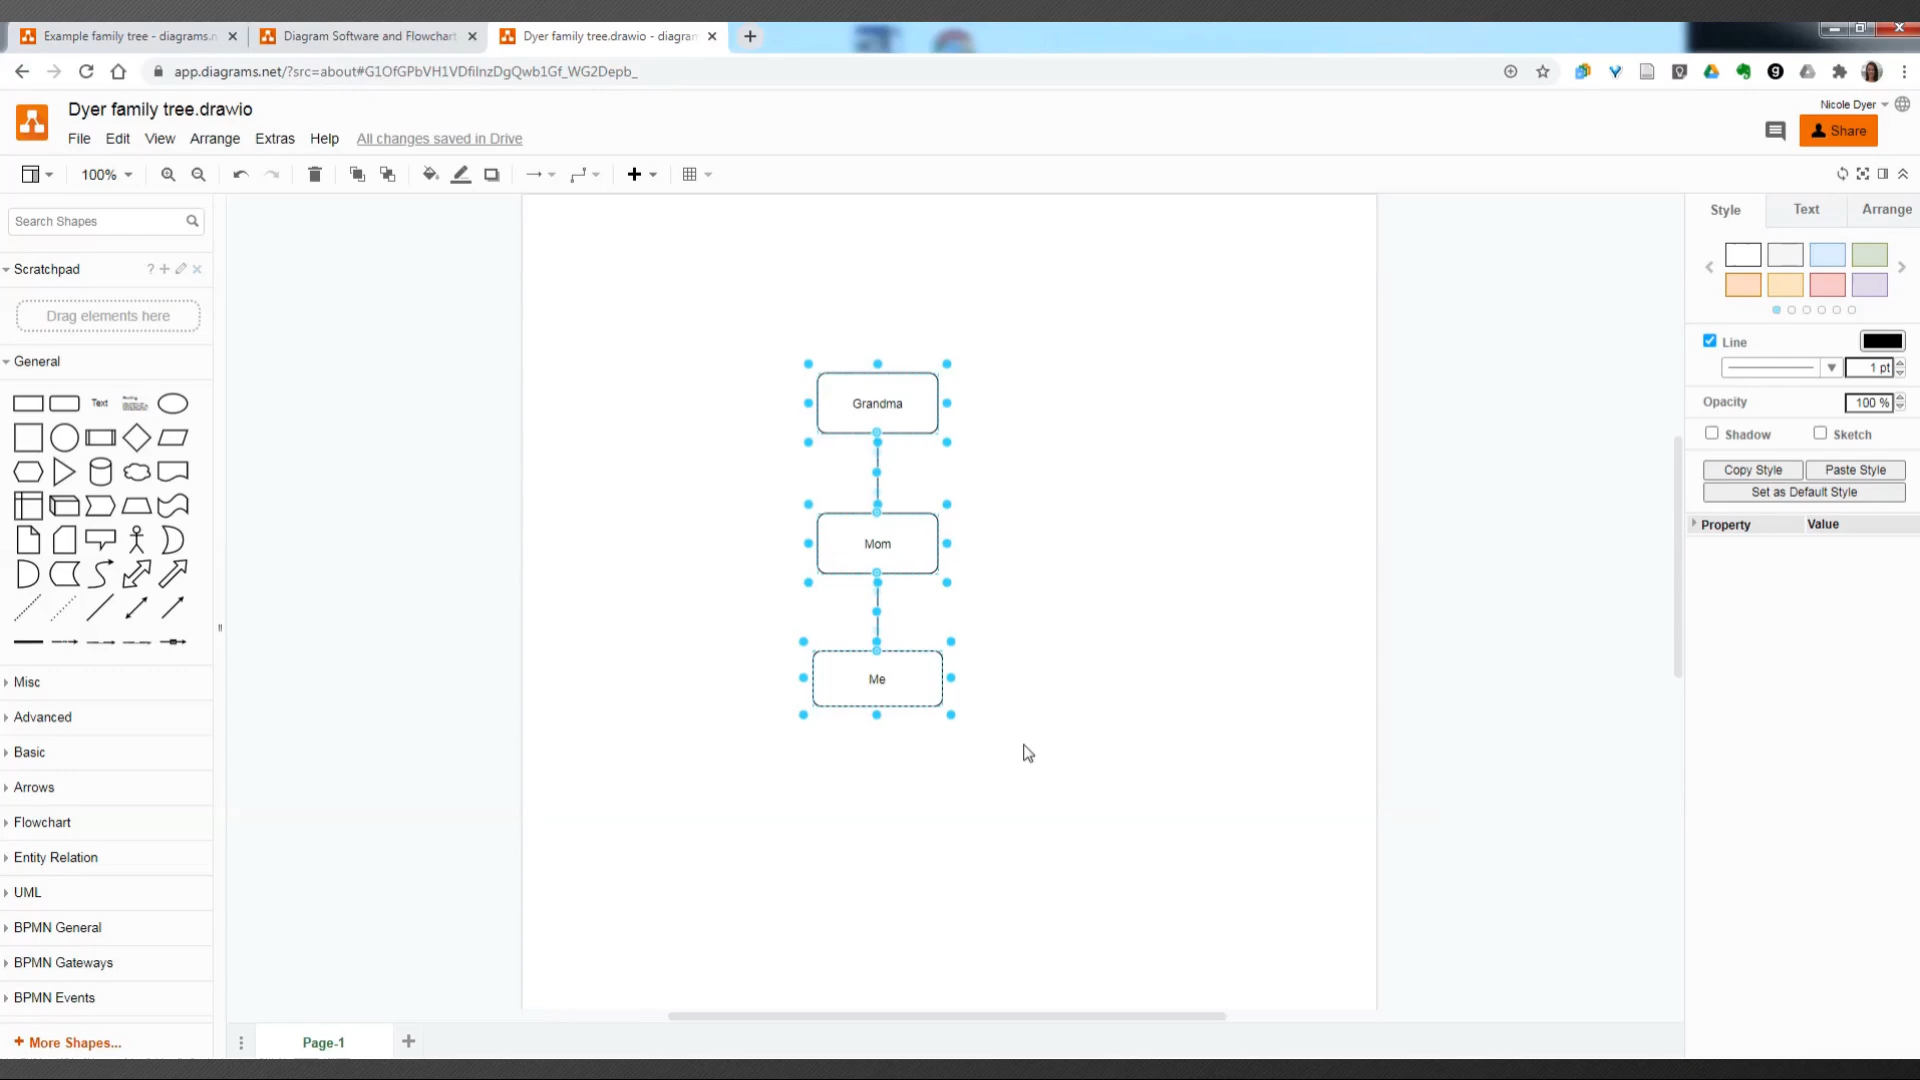 Example family tree - diagrams.n
Diagram Software and Flowchart
Dyer family tree.drawio - diagran
app.diagrams.net/?src=about#G1OfGPbVH1VDfiInzDgQwb1Gf_WG2Depb_
Dyer family tree.drawio
Nicole Dyer
File Edit View Arrange Extras Help All changes saved in Drive
Share
100%
Search Shapes
Style Text Arrange
Scratchpad ?
Drag elements here
Line
1 pt
General
Opacity 100 %
Text
Grandma
Shadow Sketch
Copy Style Paste Style
Set as Default Style
Property Value
Mom
Me
Misc
Advanced
Basic
Arrows
Flowchart
Entity Relation
UML
BPMN General
BPMN Gateways
BPMN Events
+ More Shapes...
Page-1